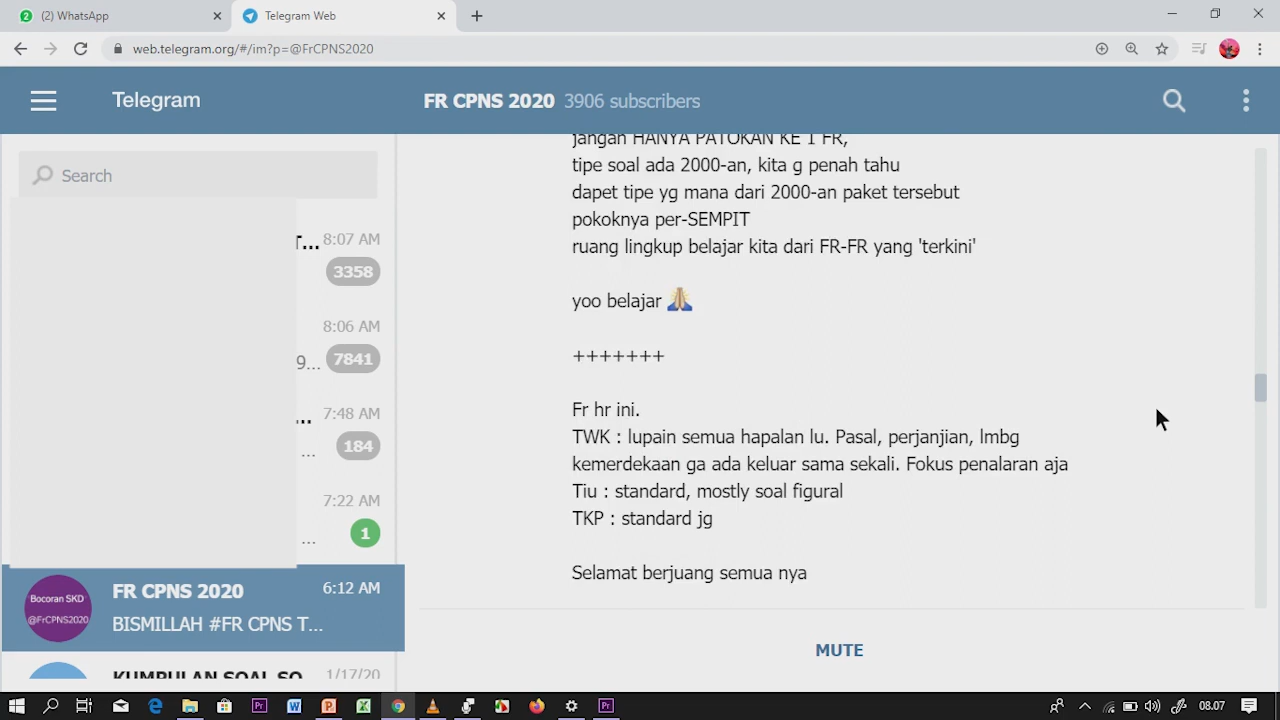 (2) WhatsApp
Telegram Web
web.telegram.org/#/im?p=@FrCPNS2020
Telegram
FR CPNS 2020 3906 subscribers
Search
8:07 AM
3358
8:06 AM
9...
7841
7:48 AM
...
184
7:22 AM
...
1
Bocoran SKD
@FrCPNS2020
FR CPNS 2020 6:12 AM
BISMILLAH #FR CPNS T...
KUMPULAN SOAL SO 1/17/20
jangan HANYA PATOKAN KE 1 FR,
tipe soal ada 2000-an, kita g penah tahu
dapet tipe yg mana dari 2000-an paket tersebut
pokoknya per-SEMPIT
ruang lingkup belajar kita dari FR-FR yang 'terkini'
yoo belajar 🙏
+++++++
Fr hr ini.
TWK : lupain semua hapalan lu. Pasal, perjanjian, lmbg
kemerdekaan ga ada keluar sama sekali. Fokus penalaran aja
Tiu : standard, mostly soal figural
TKP : standard jg
Selamat berjuang semua nya
MUTE
08.07